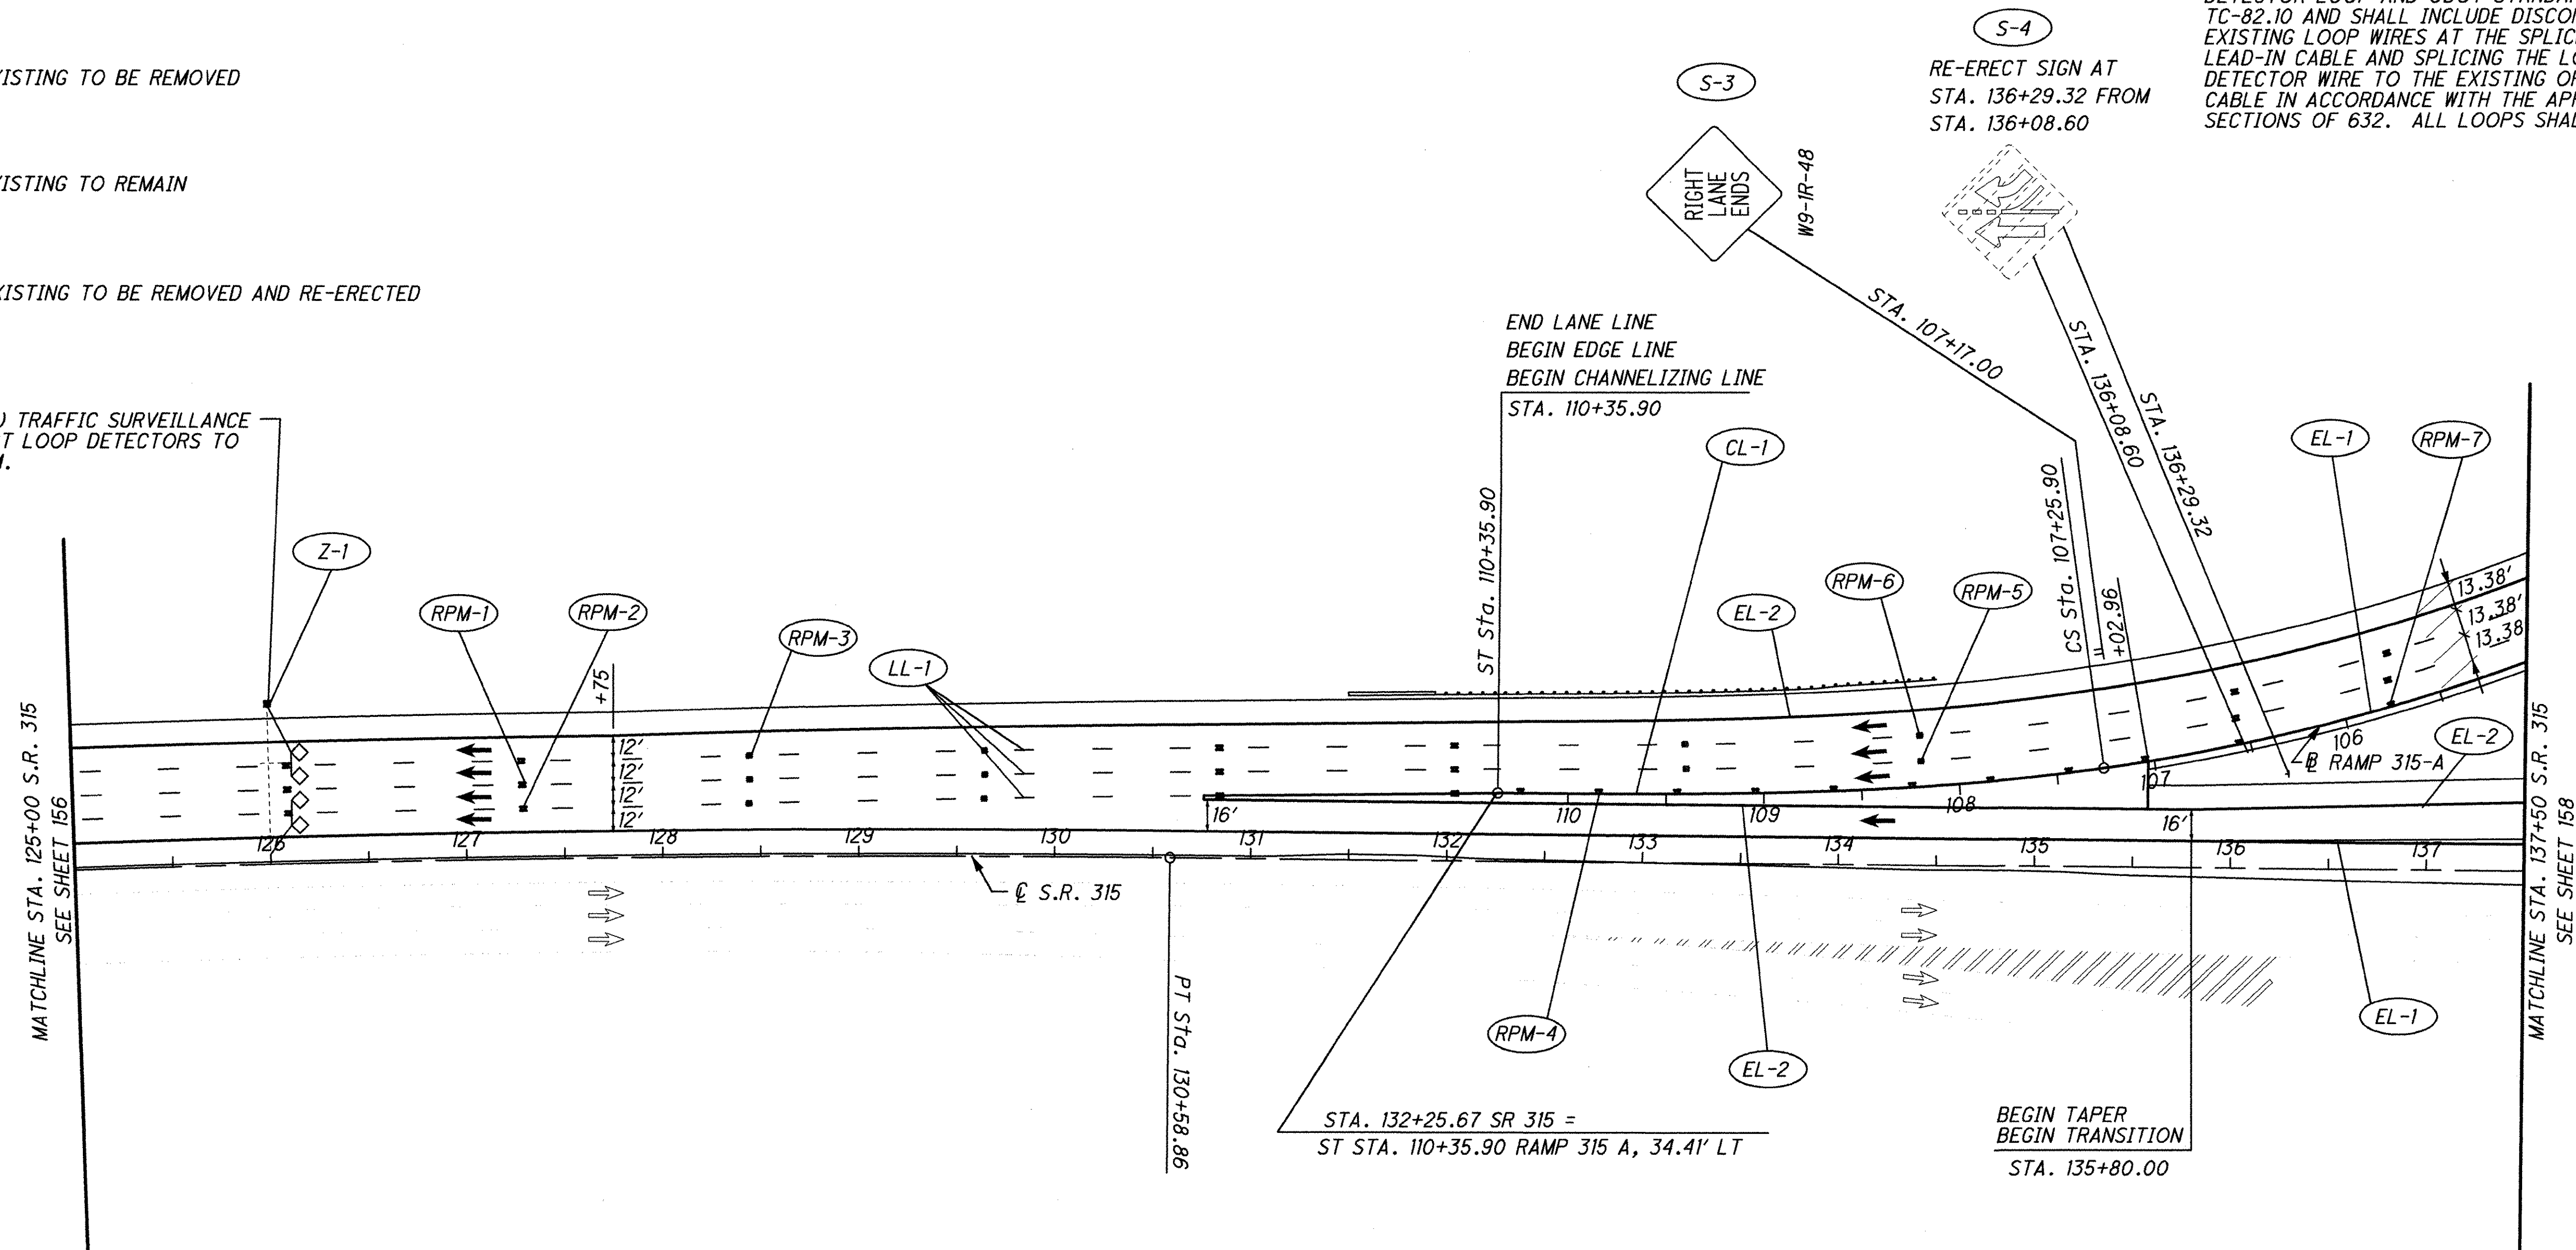 TC-82.10 AND SHALL INCLUDE
EXISTING LOOP WIRES AT THE
LEAD-IN CABLE AND SPLICING THE
DETECTOR WIRE TO THE EXISTING
CABLE IN ACCORDANCE WITH THE
SECTIONS OF 632. ALL LOOPS
S-4
RE-ERECT SIGN AT
STA. 136+29.32 FROM
STA. 136+08.60
S-3
RIGHT
LANE
ENDS
W9-1R-48
TO BE REMOVED
TO REMAIN
TO BE REMOVED AND RE-ERECTED
TRAFFIC SURVEILLANCE
LOOP DETECTORS TO
STA. 107+17.00
STA. 136+08.60
STA. 136+29.32
END LANE LINE
BEGIN EDGE LINE
BEGIN CHANNELIZING LINE
STA. 110+35.90
CL-1
EL-1
RPM-7
Z-1
RPM-1
RPM-2
RPM-3
LL-1
+75
ST Sta. 110+35.90
EL-2
RPM-6
RPM-5
CS Sta. 107+25.90
+02.96
13.38'
13.38'
13.38
12'
12'
12'
12'
16'
16'
110
109
108
107
106
℄ RAMP 315-A
EL-2
126
127
128
129
130
131
132
133
134
135
136
137
℄ S.R. 315
MATCHLINE STA. 125+00 S.R. 315
SEE SHEET 156
MATCHLINE STA. 137+50 S.R. 315
SEE SHEET 158
PT Sta. 130+58.86
RPM-4
EL-2
EL-1
STA. 132+25.67 SR 315 =
ST STA. 110+35.90 RAMP 315 A, 34.41' LT
BEGIN TAPER
BEGIN TRANSITION
STA. 135+80.00